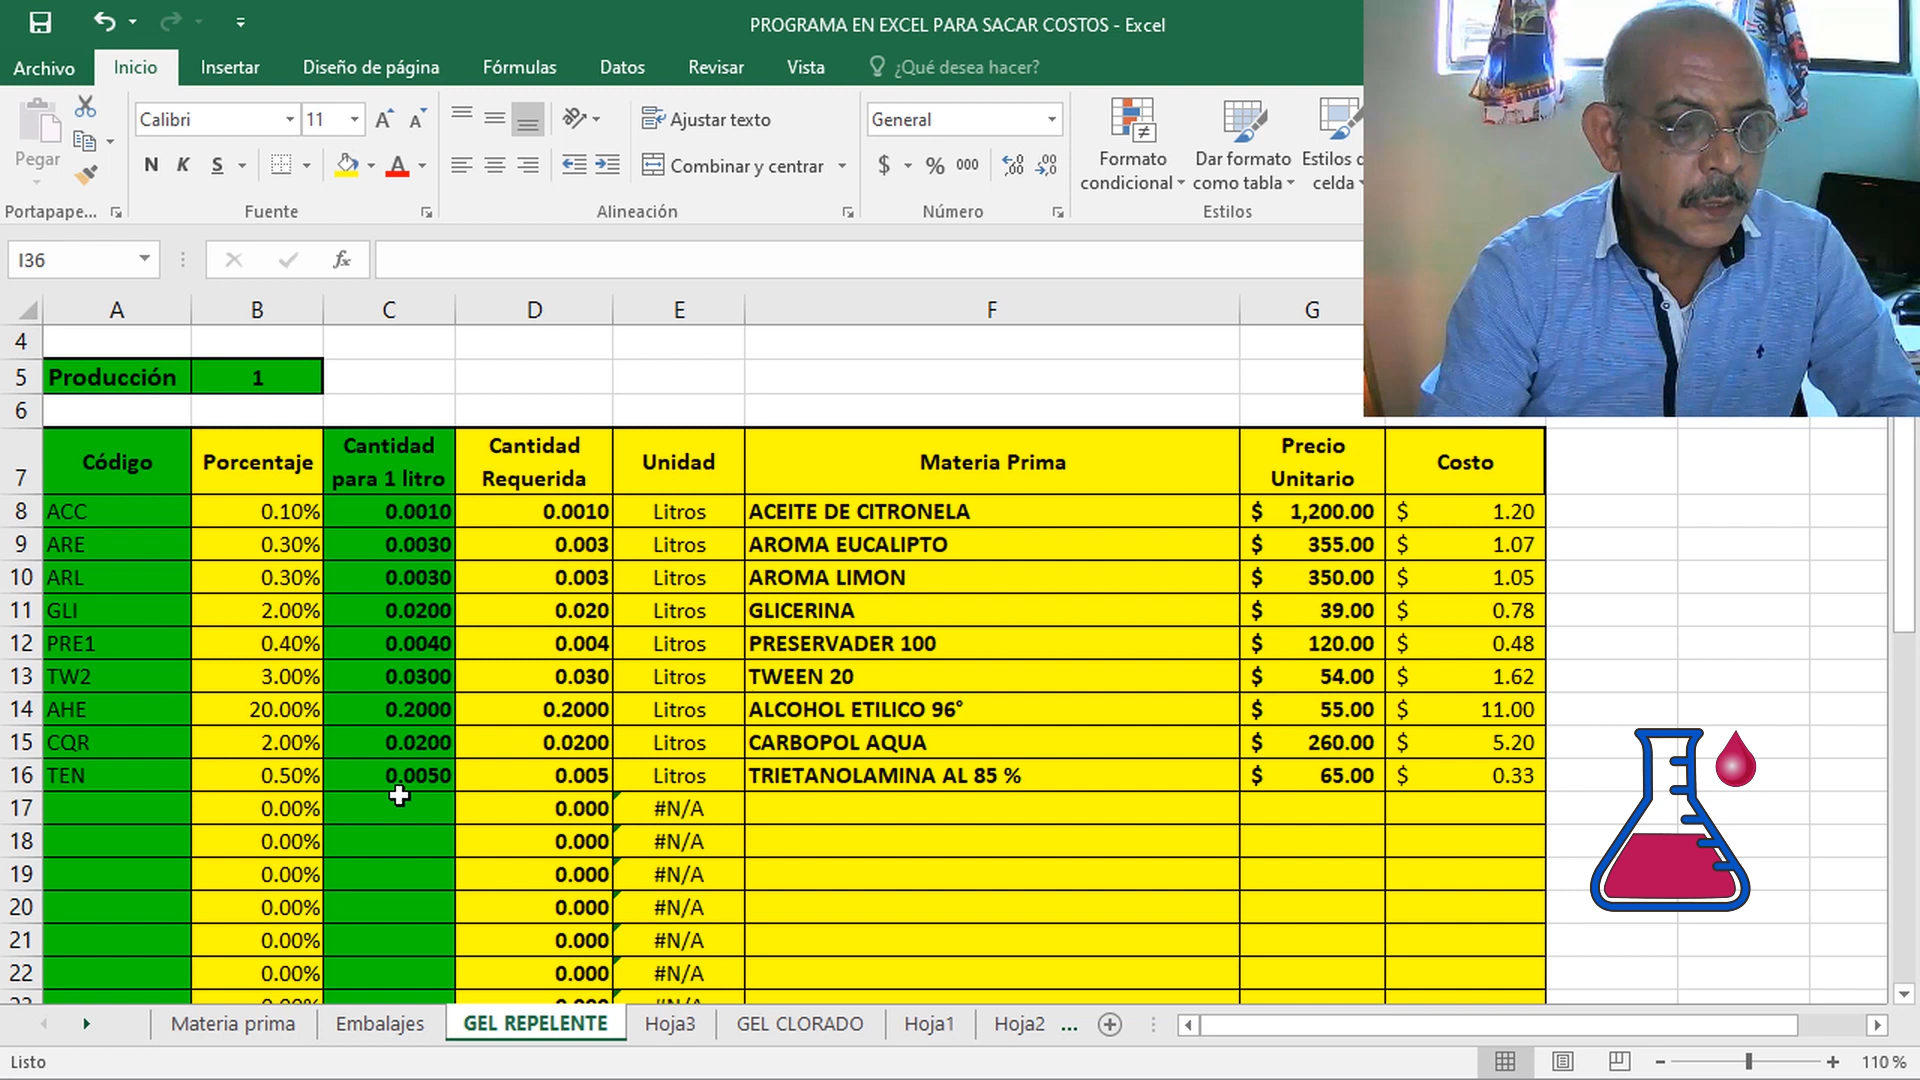 PROGRAMA EN EXCEL PARA SACAR COSTOS - Excel
Archivo Inicio Insertar Diseño de página Fórmulas Datos Revisar Vista ¿Qué desea hacer?
Calibri 11 Ajustar texto General
Pegar N K S Combinar y centrar $ % 000 Formato condicional Dar formato como tabla Estilos d celda
Portapape... Fuente Alineación Número Estilos
I36 fx
A B C D E F G
4
5 Producción 1
6
7 Código Porcentaje Cantidad para 1 litro Cantidad Requerida Unidad Materia Prima Precio Unitario Costo
8 ACC 0.10% 0.0010 0.0010 Litros ACEITE DE CITRONELA $ 1,200.00 $ 1.20
9 ARE 0.30% 0.0030 0.003 Litros AROMA EUCALIPTO $ 355.00 $ 1.07
10 ARL 0.30% 0.0030 0.003 Litros AROMA LIMON $ 350.00 $ 1.05
11 GLI 2.00% 0.0200 0.020 Litros GLICERINA $ 39.00 $ 0.78
12 PRE1 0.40% 0.0040 0.004 Litros PRESERVADER 100 $ 120.00 $ 0.48
13 TW2 3.00% 0.0300 0.030 Litros TWEEN 20 $ 54.00 $ 1.62
14 AHE 20.00% 0.2000 0.2000 Litros ALCOHOL ETILICO 96° $ 55.00 $ 11.00
15 CQR 2.00% 0.0200 0.0200 Litros CARBOPOL AQUA $ 260.00 $ 5.20
16 TEN 0.50% 0.0050 0.005 Litros TRIETANOLAMINA AL 85 % $ 65.00 $ 0.33
17 0.00% 0.000 #N/A
18 0.00% 0.000 #N/A
19 0.00% 0.000 #N/A
20 0.00% 0.000 #N/A
21 0.00% 0.000 #N/A
22 0.00% 0.000 #N/A
Materia prima Embalajes GEL REPELENTE Hoja3 GEL CLORADO Hoja1 Hoja2 ...
Listo 110 %